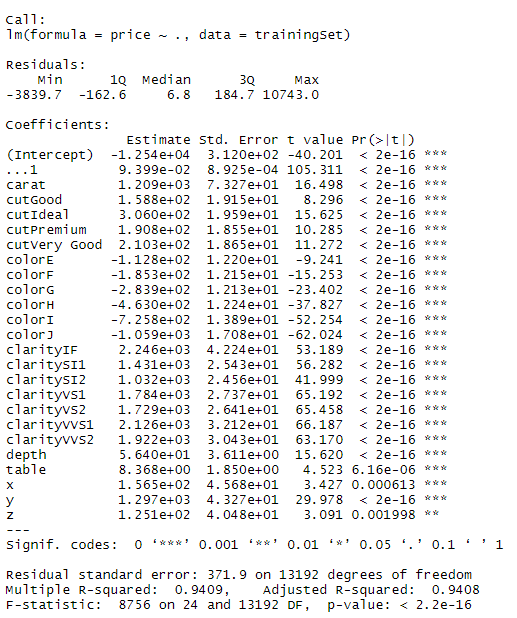 Call:
lm(formula = price ~ ., data = trainingSet)
Residuals:
Min 1Q Median 3Q Max
-3839.7 -162.6 6.8 184.7 10743.0
Coefficients:
Estimate Std. Error t value Pr(>|t|)
(Intercept) -1.254e+04 3.120e+02 -40.201 < 2e-16 ***
...1 9.399e-02 8.925e-04 105.311 < 2e-16 ***
carat 1.209e+03 7.327e+01 16.498 < 2e-16 ***
cutGood 1.588e+02 1.915e+01 8.296 < 2e-16 ***
cutIdeal 3.060e+02 1.959e+01 15.625 < 2e-16 ***
cutPremium 1.908e+02 1.855e+01 10.285 < 2e-16 ***
cutVery Good 2.103e+02 1.865e+01 11.272 < 2e-16 ***
colorE -1.128e+02 1.220e+01 -9.241 < 2e-16 ***
colorF -1.853e+02 1.215e+01 -15.253 < 2e-16 ***
colorG -2.839e+02 1.213e+01 -23.402 < 2e-16 ***
colorH -4.630e+02 1.224e+01 -37.827 < 2e-16 ***
colorI -7.258e+02 1.389e+01 -52.254 < 2e-16 ***
colorJ -1.059e+03 1.708e+01 -62.024 < 2e-16 ***
clarityIF 2.246e+03 4.224e+01 53.189 < 2e-16 ***
claritySI1 1.431e+03 2.543e+01 56.282 < 2e-16 ***
claritySI2 1.032e+03 2.456e+01 41.999 < 2e-16 ***
clarityVS1 1.784e+03 2.737e+01 65.192 < 2e-16 ***
clarityVS2 1.729e+03 2.641e+01 65.458 < 2e-16 ***
clarityVVS1 2.126e+03 3.212e+01 66.187 < 2e-16 ***
clarityVVS2 1.922e+03 3.043e+01 63.170 < 2e-16 ***
depth 5.640e+01 3.611e+00 15.620 < 2e-16 ***
table 8.368e+00 1.850e+00 4.523 6.16e-06 ***
x 1.565e+02 4.568e+01 3.427 0.000613 ***
y 1.297e+03 4.327e+01 29.978 < 2e-16 ***
z 1.251e+02 4.048e+01 3.091 0.001998 **
---
Signif. codes: 0 ‘***’ 0.001 ‘**’ 0.01 ‘*’ 0.05 ‘.’ 0.1 ‘ ’ 1
Residual standard error: 371.9 on 13192 degrees of freedom
Multiple R-squared: 0.9409, Adjusted R-squared: 0.9408
F-statistic: 8756 on 24 and 13192 DF, p-value: < 2.2e-16